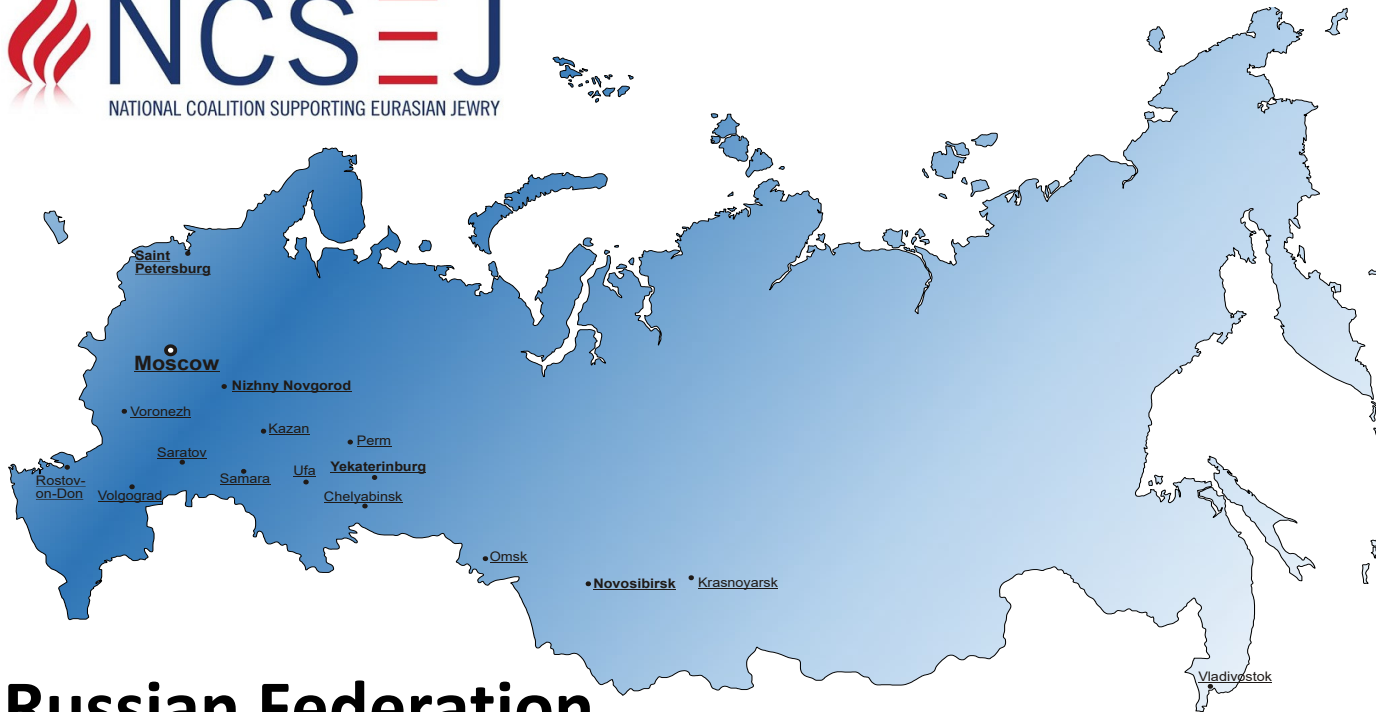 NCSEJ
NATIONAL COALITION SUPPORTING EURASIAN JEWRY
Saint
Petersburg
Moscow
Nizhny Novgorod
Voronezh
Kazan
Perm
Saratov
Samara
Ufa
Yekaterinburg
Rostov-
on-Don
Volgograd
Chelyabinsk
Omsk
Novosibirsk
Krasnoyarsk
Vladivostok
Russian Federation